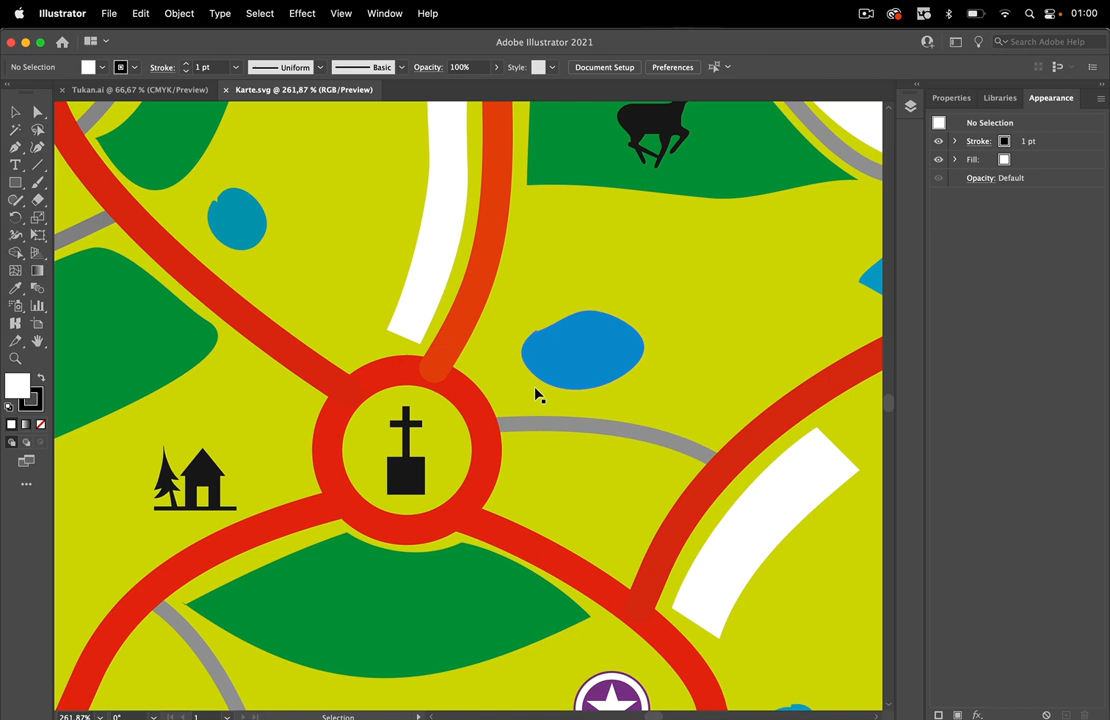 Illustrator File Edit Object Type Select Effect View Window Help 01:00
Adobe Illustrator 2021 Search Adobe Help
No Selection Stroke: 1 pt Uniform Basic Opacity: 100% Style: Document Setup Preferences
× Tukan.ai @ 66,67 % (CMYK/Preview) × Karte.svg @ 261,87 % (RGB/Preview)
Properties Libraries Appearance
No Selection
Stroke: 1 pt
Fill:
Opacity: Default
fx
261,87% 0° 1 Selection